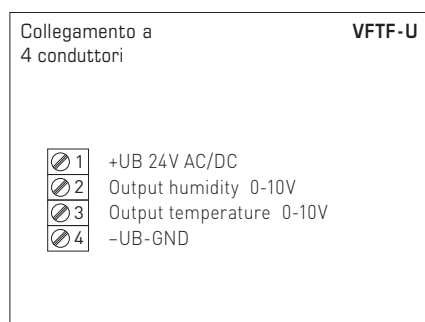 Collegamento a VFTF-U
4 conduttori
1 +UB 24V AC/DC
2 Output humidity 0-10V
3 Output temperature 0-10V
4 –UB-GND